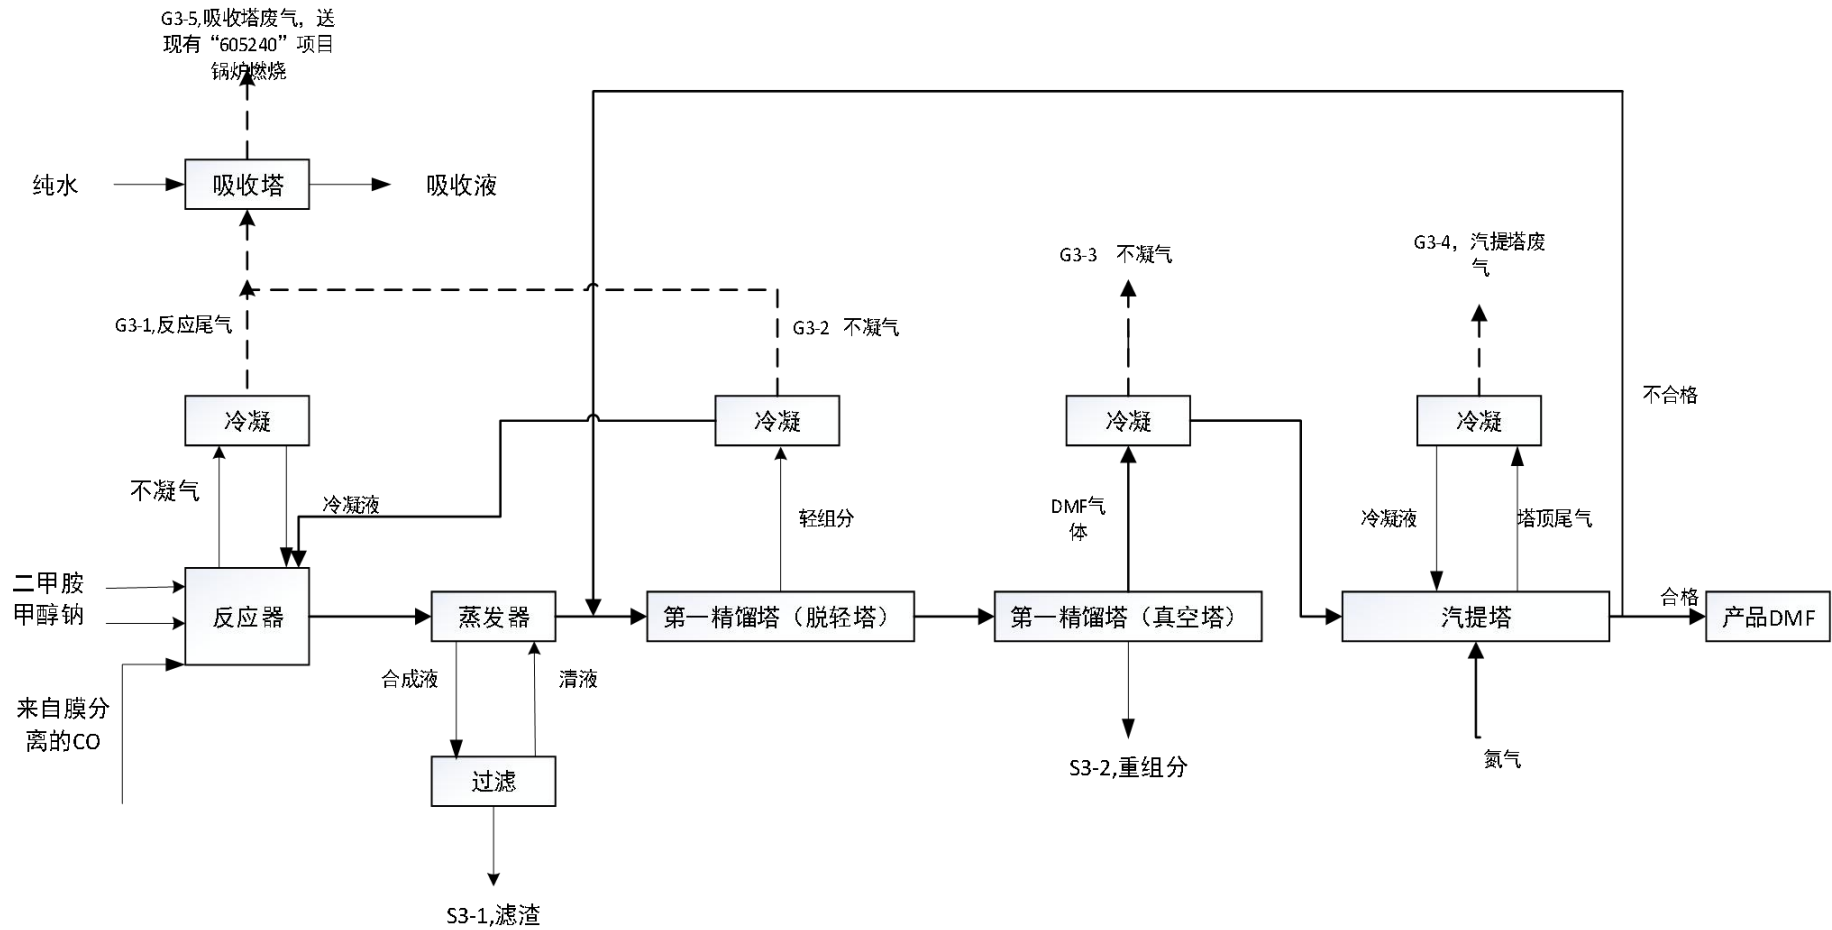 G3-5,吸收塔废气，送
现有“605240”项目
锅炉燃烧
纯水
吸收塔
吸收液
G3-3 不凝气
G3-4，汽提塔废
气
G3-1,反应尾气
G3-2 不凝气
不合格
冷凝
冷凝
冷凝
冷凝
不凝气
冷凝液
轻组分
DMF气
体
冷凝液
塔顶尾气
二甲胺
甲醇钠
反应器
蒸发器
第一精馏塔（脱轻塔）
第一精馏塔（真空塔）
汽提塔
合格
产品DMF
合成液
清液
来自膜分
离的CO
过滤
S3-2,重组分
氮气
S3-1,滤渣